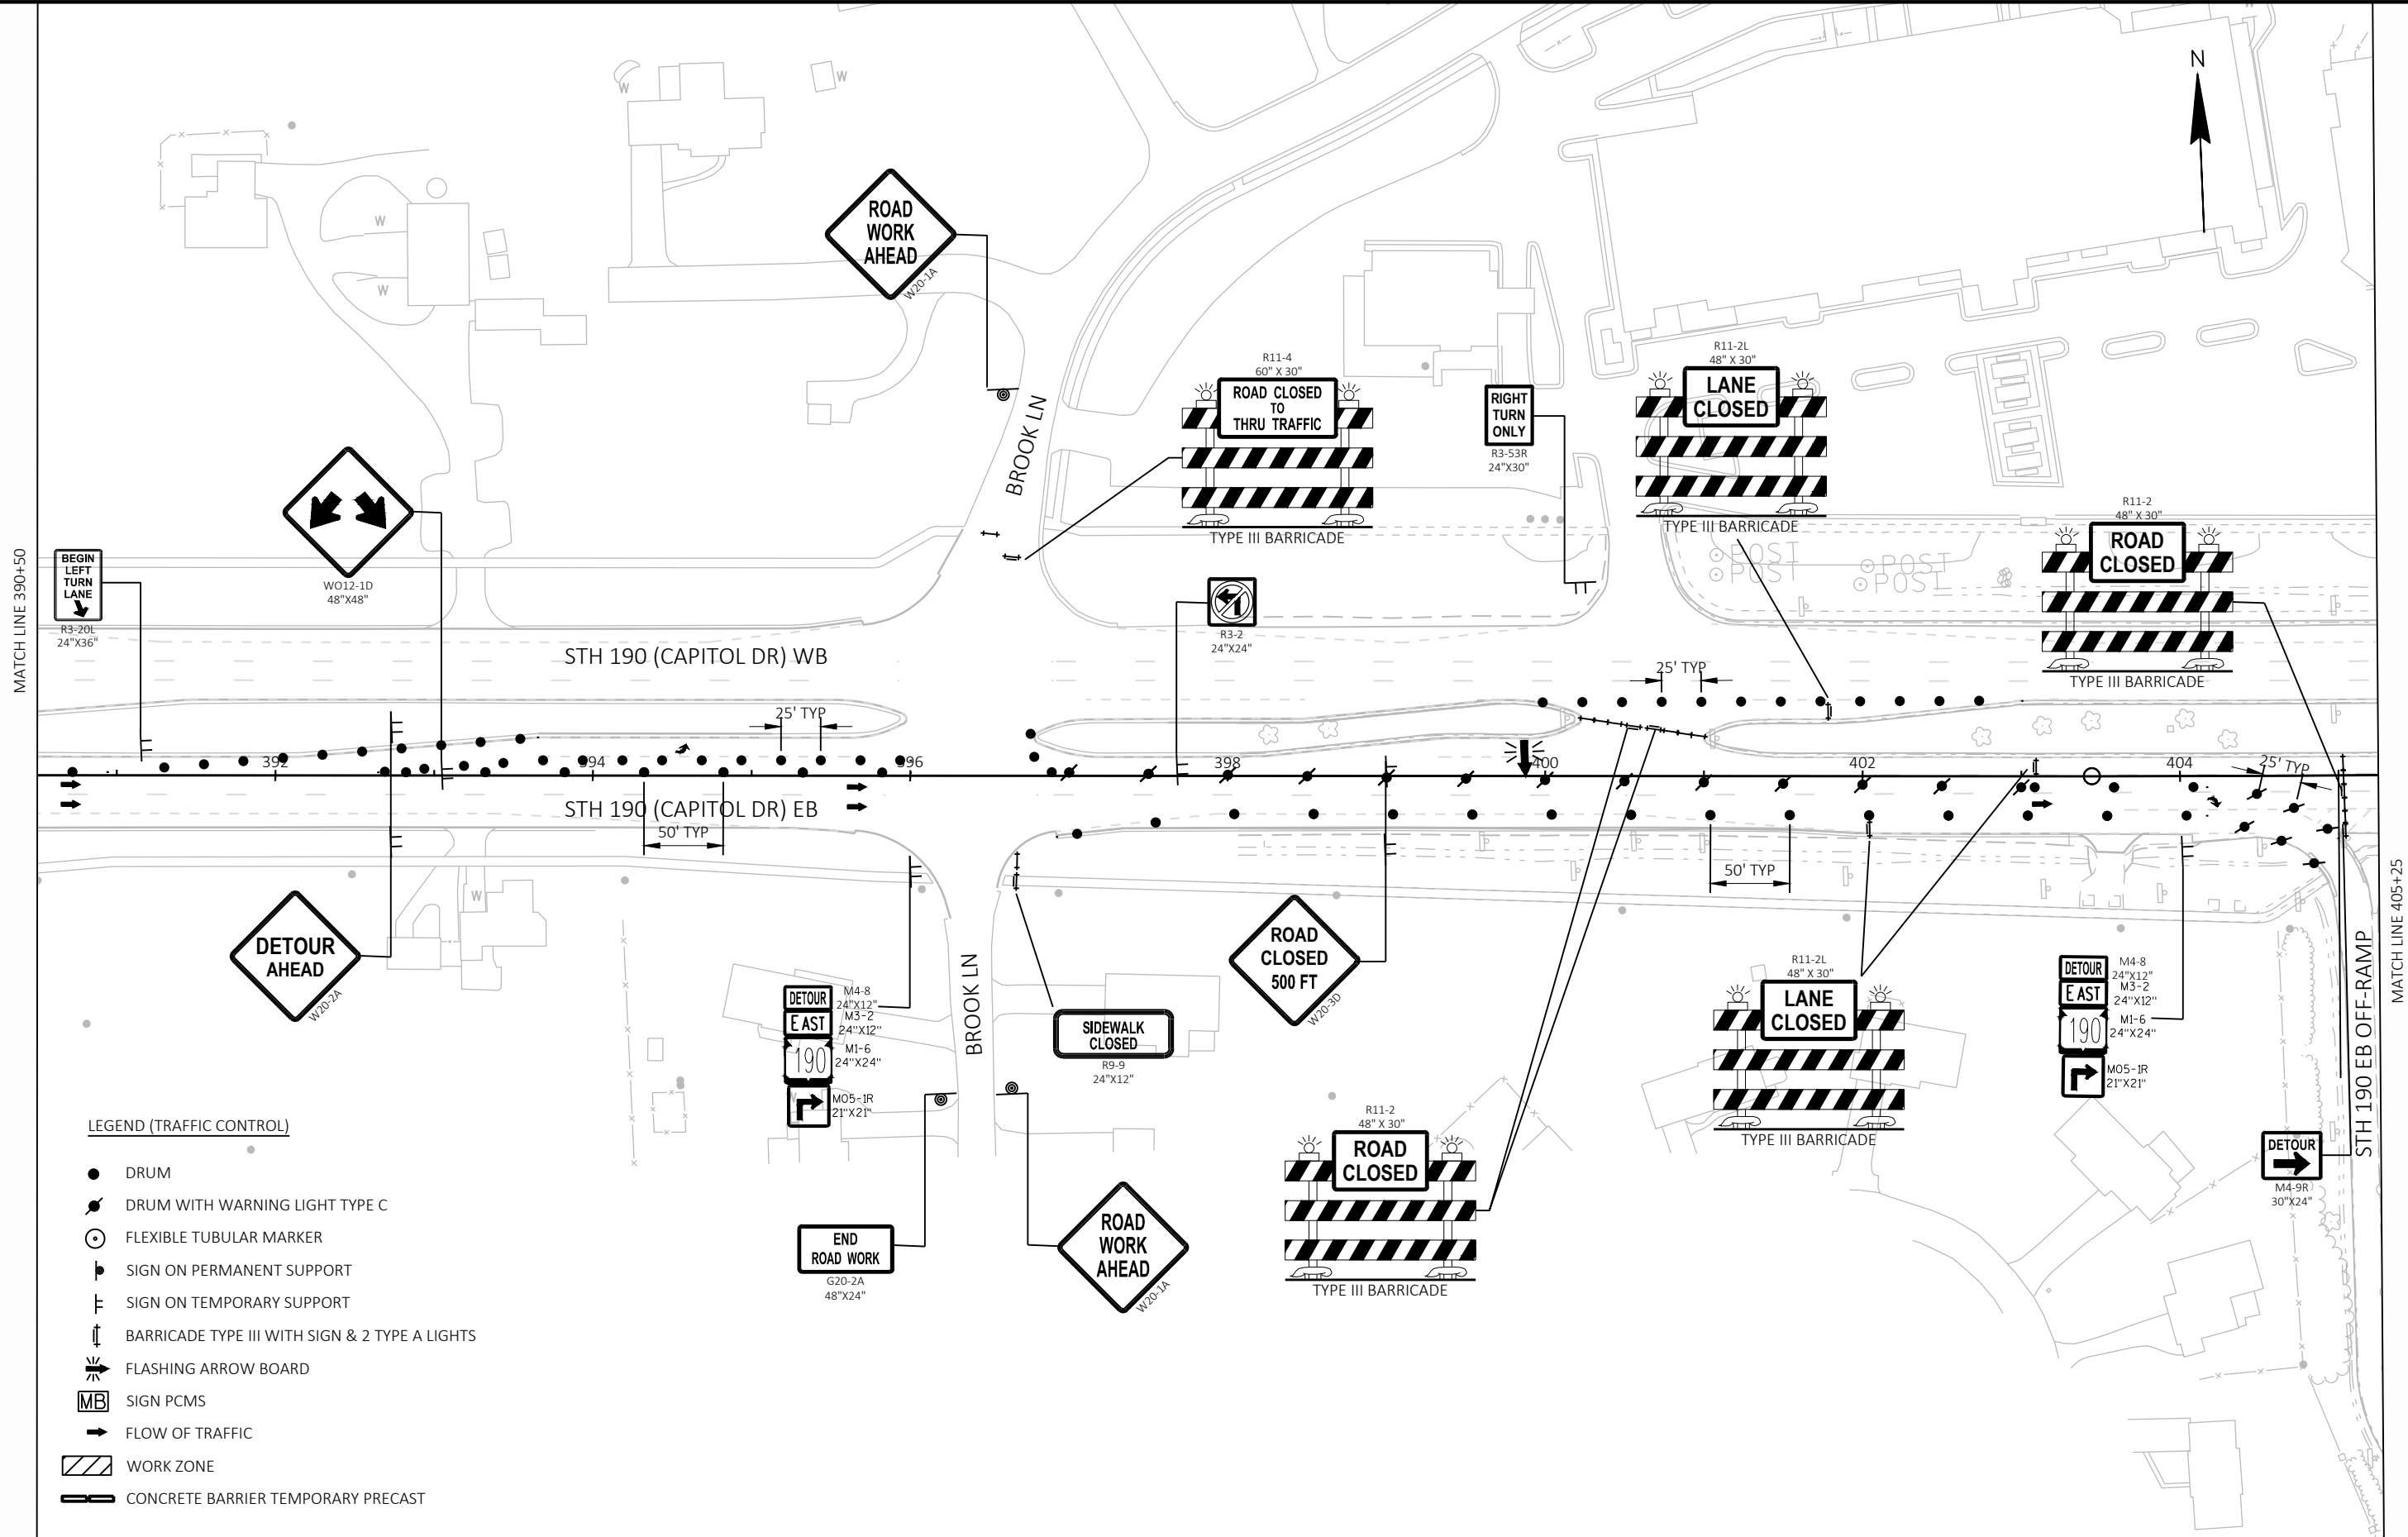 N
ROAD
WORK
AHEAD
W20-1A
W
W
W
W
W
BROOK LN
R11-4
60" X 30"
ROAD CLOSED
TO
THRU TRAFFIC
TYPE III BARRICADE
RIGHT
TURN
ONLY
R3-53R
24"X30"
R11-2L
48" X 30"
LANE
CLOSED
TYPE III BARRICADE
R11-2
48" X 30"
ROAD
CLOSED
TYPE III BARRICADE
POST
POST
POST
POST
MATCH LINE 390+50
BEGIN
LEFT
TURN
LANE
R3-20L
24"X36"
WO12-1D
48"X48"
R3-2
24"X24"
STH 190 (CAPITOL DR) WB
25' TYP
25' TYP
392
394
396
398
400
402
404
25' TYP
STH 190 (CAPITOL DR) EB
50' TYP
50' TYP
DETOUR
AHEAD
W20-2A
W
DETOUR
M4-8
24"X12"
EAST
M3-2
24"X12"
190
M1-6
24"X24"
W
M05-1R
21"X21"
BROOK LN
SIDEWALK
CLOSED
R9-9
24"X12"
ROAD
CLOSED
500 FT
W20-3D
R11-2L
48" X 30"
LANE
CLOSED
TYPE III BARRICADE
DETOUR
M4-8
24"X12"
EAST
M3-2
24"X12"
190
M1-6
24"X24"
M05-1R
21"X21"
STH 190 EB OFF-RAMP
MATCH LINE 405+25
DETOUR
M4-9R
30"X24"
END
ROAD WORK
G20-2A
48"X24"
ROAD
WORK
AHEAD
W20-1A
R11-2
48" X 30"
ROAD
CLOSED
TYPE III BARRICADE
LEGEND (TRAFFIC CONTROL)
DRUM
DRUM WITH WARNING LIGHT TYPE C
FLEXIBLE TUBULAR MARKER
SIGN ON PERMANENT SUPPORT
SIGN ON TEMPORARY SUPPORT
BARRICADE TYPE III WITH SIGN & 2 TYPE A LIGHTS
FLASHING ARROW BOARD
MB SIGN PCMS
FLOW OF TRAFFIC
WORK ZONE
CONCRETE BARRIER TEMPORARY PRECAST